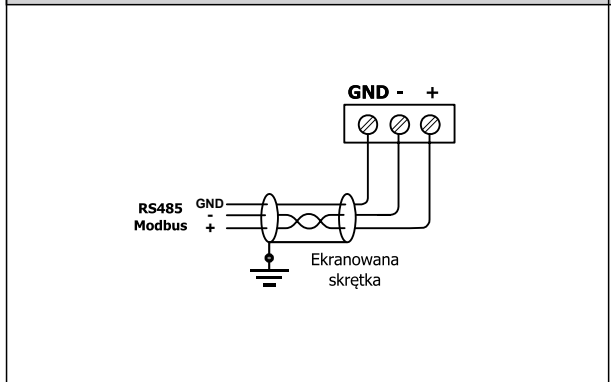 GND - +
RS485 GND
Modbus -
+
Ekranowana
skrętka